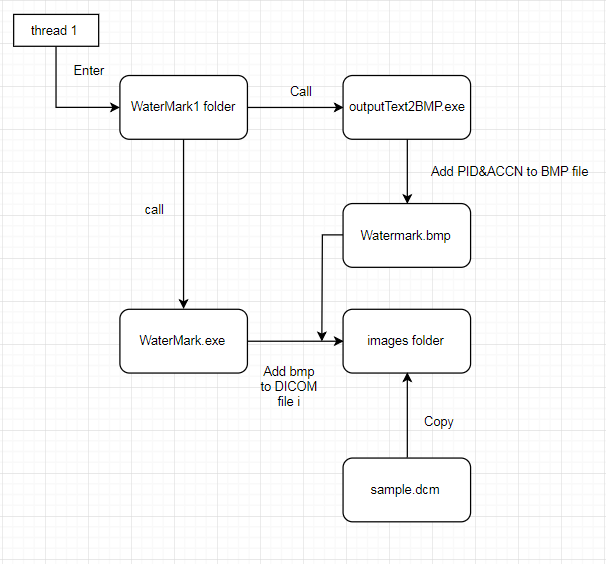 thread 1
Enter
WaterMark1 folder
Call
outputText2BMP.exe
Add PID&ACCN to BMP file
call
Watermark.bmp
WaterMark.exe
images folder
Add bmp
to DICOM
file i
Copy
sample.dcm